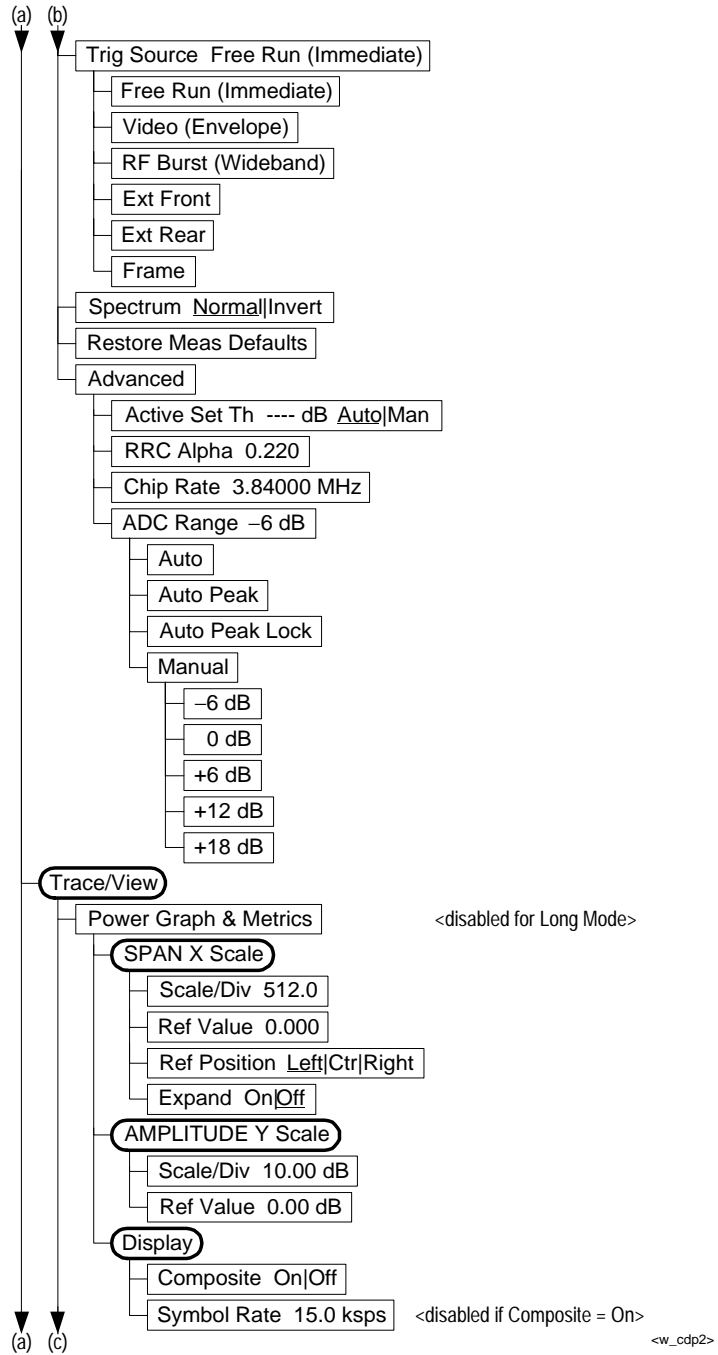 (a) (b)
Trig Source Free Run (Immediate)
Free Run (Immediate)
Video (Envelope)
RF Burst (Wideband)
Ext Front
Ext Rear
Frame
Spectrum Normal|Invert
Restore Meas Defaults
Advanced
Active Set Th ---- dB Auto|Man
RRC Alpha 0.220
Chip Rate 3.84000 MHz
ADC Range −6 dB
Auto
Auto Peak
Auto Peak Lock
Manual
−6 dB
0 dB
+6 dB
+12 dB
+18 dB
Trace/View
Power Graph & Metrics <disabled for Long Mode>
SPAN X Scale
Scale/Div 512.0
Ref Value 0.000
Ref Position Left|Ctr|Right
Expand On|Off
AMPLITUDE Y Scale
Scale/Div 10.00 dB
Ref Value 0.00 dB
Display
Composite On|Off
Symbol Rate 15.0 ksps <disabled if Composite = On>
(a) (c)
<w_cdp2>